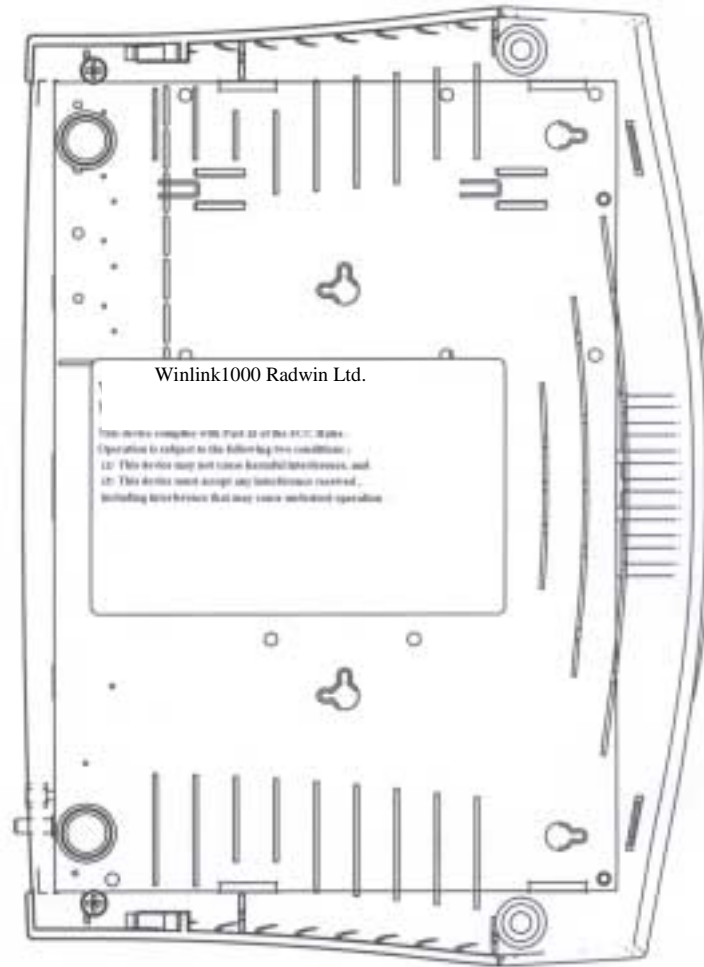 Winlink1000 Radwin Ltd.
This device complies with Part 15 of the FCC Rules.
Operation is subject to the following two conditions :
(1) This device may not cause harmful interference, and
(2) This device must accept any interference received ,
including interference that may cause undesired operation